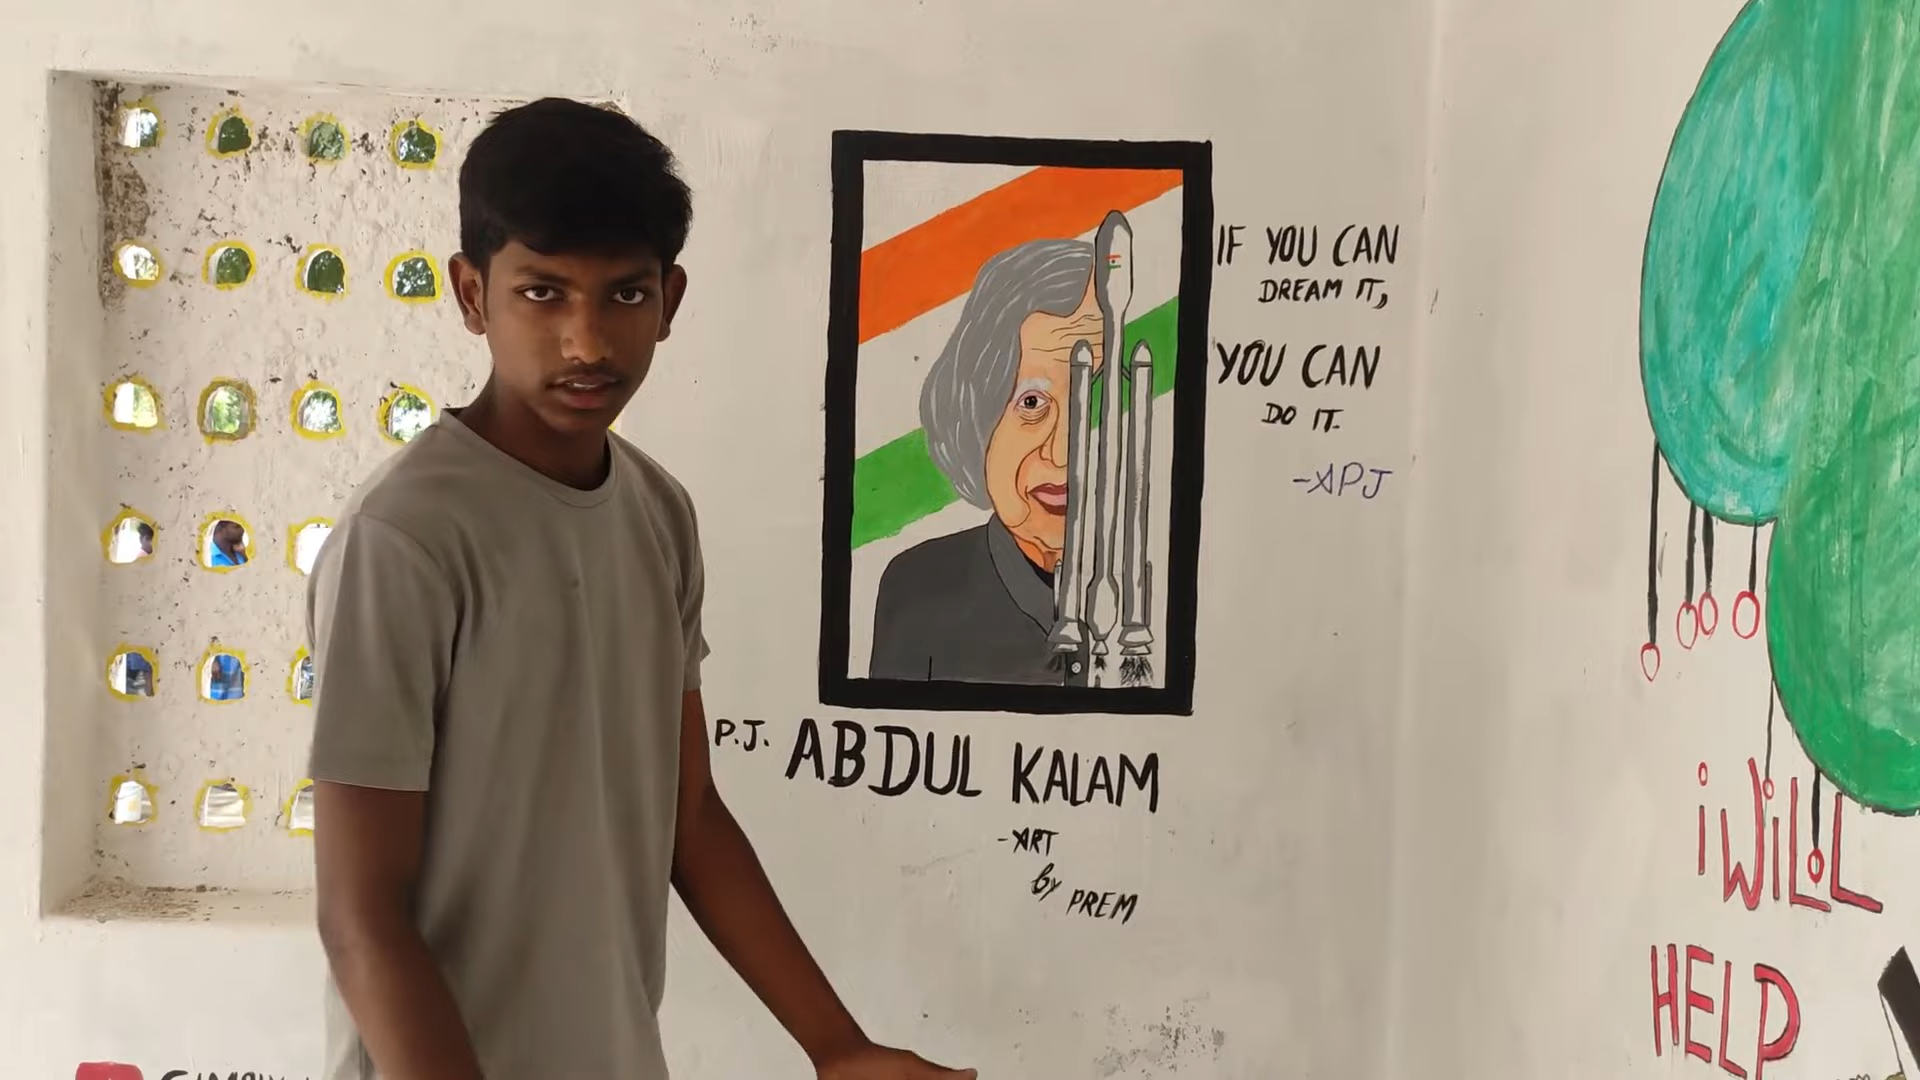 IF YOU CAN
DREAM IT,
YOU CAN
DO IT.
-APJ
P.J. ABDUL KALAM
-ART
by PREM
i WiLL
HELP